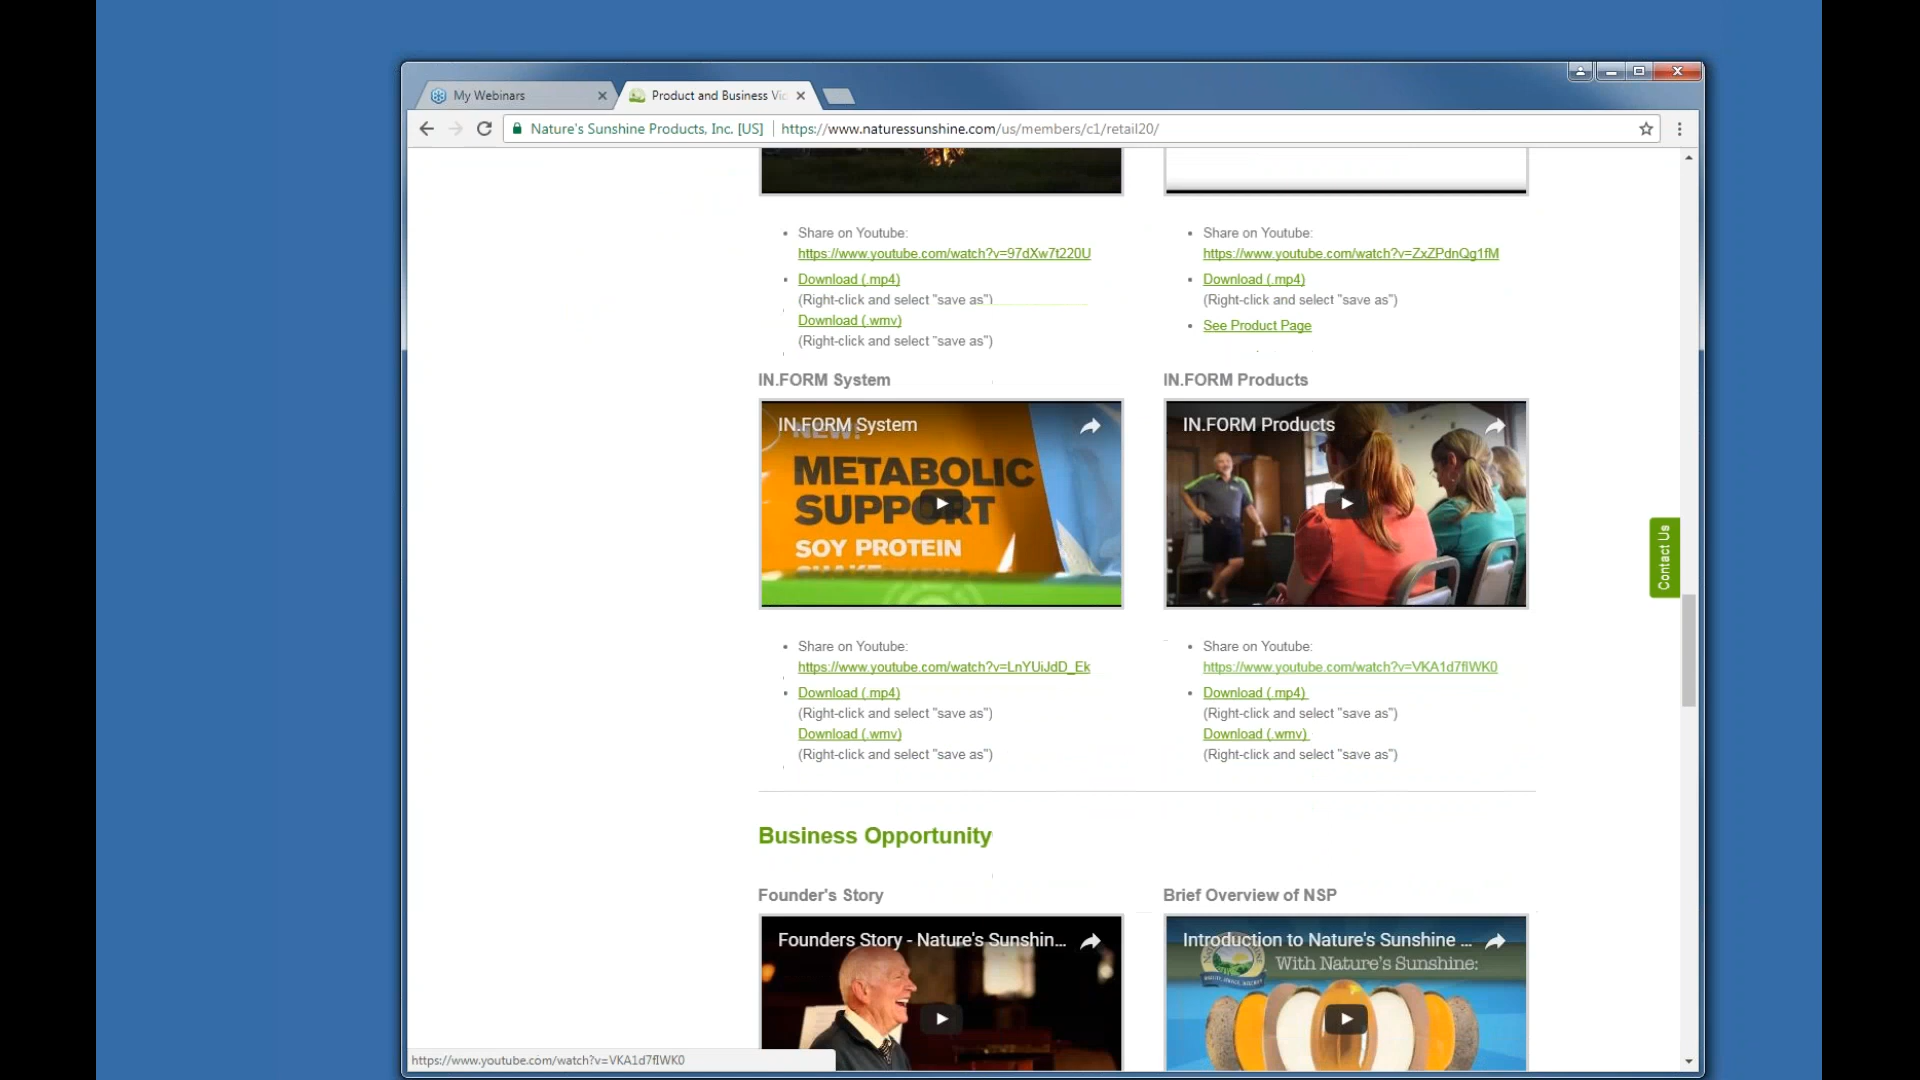 My Webinars
Product and Business Vic
Nature's Sunshine Products, Inc. [US]
https://www.naturessunshine.com/us/members/c1/retail20/
Share on Youtube:
https://www.youtube.com/watch?v=97dXw7t220U
Download (.mp4)
(Right-click and select "save as")
Download (.wmv)
(Right-click and select "save as")
Share on Youtube:
https://www.youtube.com/watch?v=ZxZPdnQg1fM
Download (.mp4)
(Right-click and select "save as")
See Product Page
IN.FORM System
IN.FORM System
NEW!
METABOLIC
SUPPORT
SOY PROTEIN
SHAKE
IN.FORM Products
IN.FORM Products
Share on Youtube:
https://www.youtube.com/watch?v=LnYUiJdD_Ek
Download (.mp4)
(Right-click and select "save as")
Download (.wmv)
(Right-click and select "save as")
Share on Youtube:
https://www.youtube.com/watch?v=VKA1d7flWK0
Download (.mp4)
(Right-click and select "save as")
Download (.wmv)
(Right-click and select "save as")
Contact Us
Business Opportunity
Founder's Story
Founders Story - Nature's Sunshin...
Brief Overview of NSP
Introduction to Nature's Sunshine ...
With Nature's Sunshine:
https://www.youtube.com/watch?v=VKA1d7flWK0